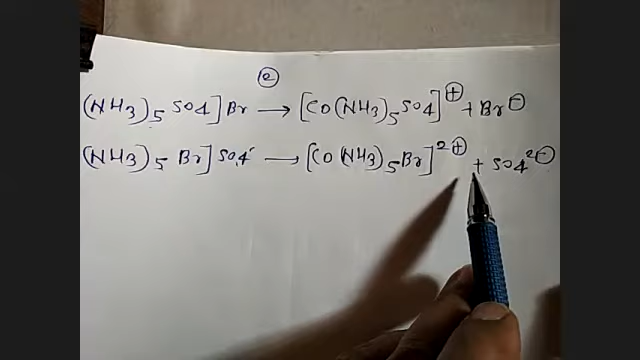 ②
(NH3)5 SO4] Br → [CO(NH3)5 SO4]⊕ + Br⊖
(NH3)5 Br] SO4 → [CO (NH3)5 Br]2⊕ + SO4 2⊖